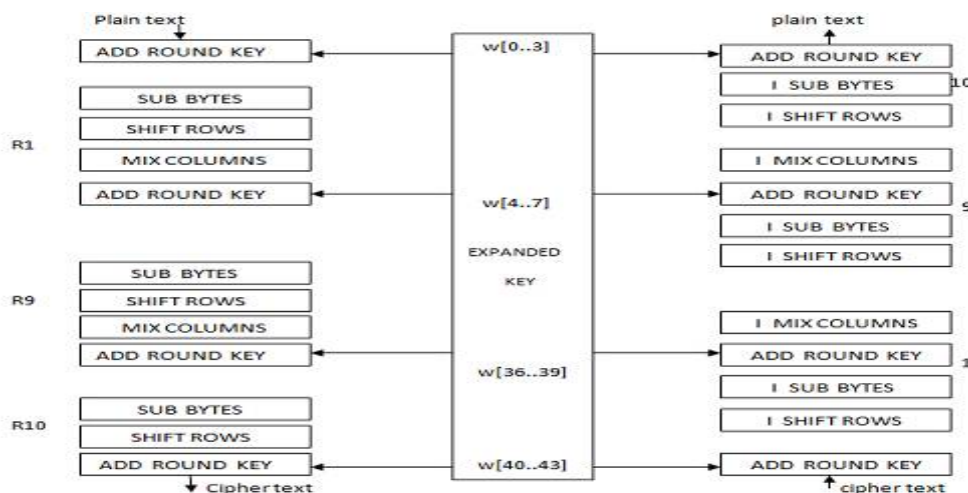 Plain text
ADD ROUND KEY
R1
SUB BYTES
SHIFT ROWS
MIX COLUMNS
ADD ROUND KEY
R9
SUB BYTES
SHIFT ROWS
MIX COLUMNS
ADD ROUND KEY
R10
SUB BYTES
SHIFT ROWS
ADD ROUND KEY
Cipher text
w[0..3]
w[4..7]
EXPANDED
KEY
w[36..39]
w[40..43]
plain text
ADD ROUND KEY
I SUB BYTES
10
I SHIFT ROWS
I MIX COLUMNS
ADD ROUND KEY
9
I SUB BYTES
I SHIFT ROWS
I MIX COLUMNS
ADD ROUND KEY
1
I SUB BYTES
I SHIFT ROWS
ADD ROUND KEY
cipher text